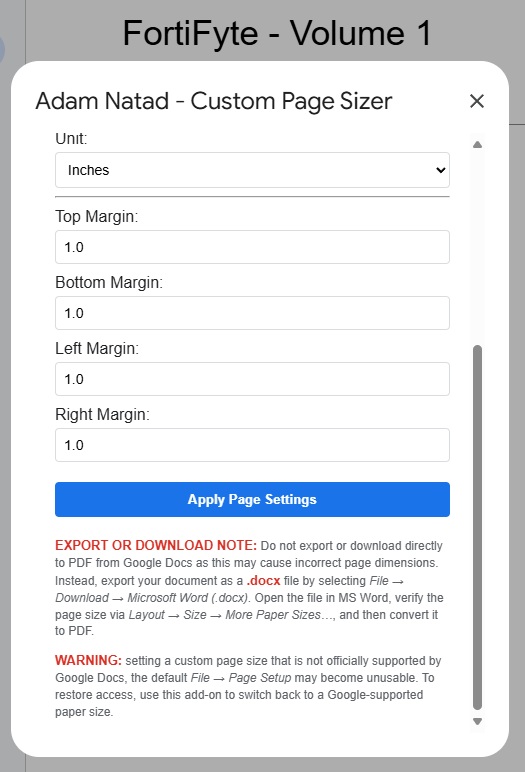 FortiFyte - Volume 1
Adam Natad - Custom Page Sizer
Unit:
Inches
Top Margin:
1.0
Bottom Margin:
1.0
Left Margin:
1.0
Right Margin:
1.0
Apply Page Settings
EXPORT OR DOWNLOAD NOTE: Do not export or download directly
to PDF from Google Docs as this may cause incorrect page dimensions.
Instead, export your document as a .docx file by selecting File →
Download → Microsoft Word (.docx). Open the file in MS Word, verify the
page size via Layout → Size → More Paper Sizes…, and then convert it
to PDF.
WARNING: setting a custom page size that is not officially supported by
Google Docs, the default File → Page Setup may become unusable. To
restore access, use this add-on to switch back to a Google-supported
paper size.